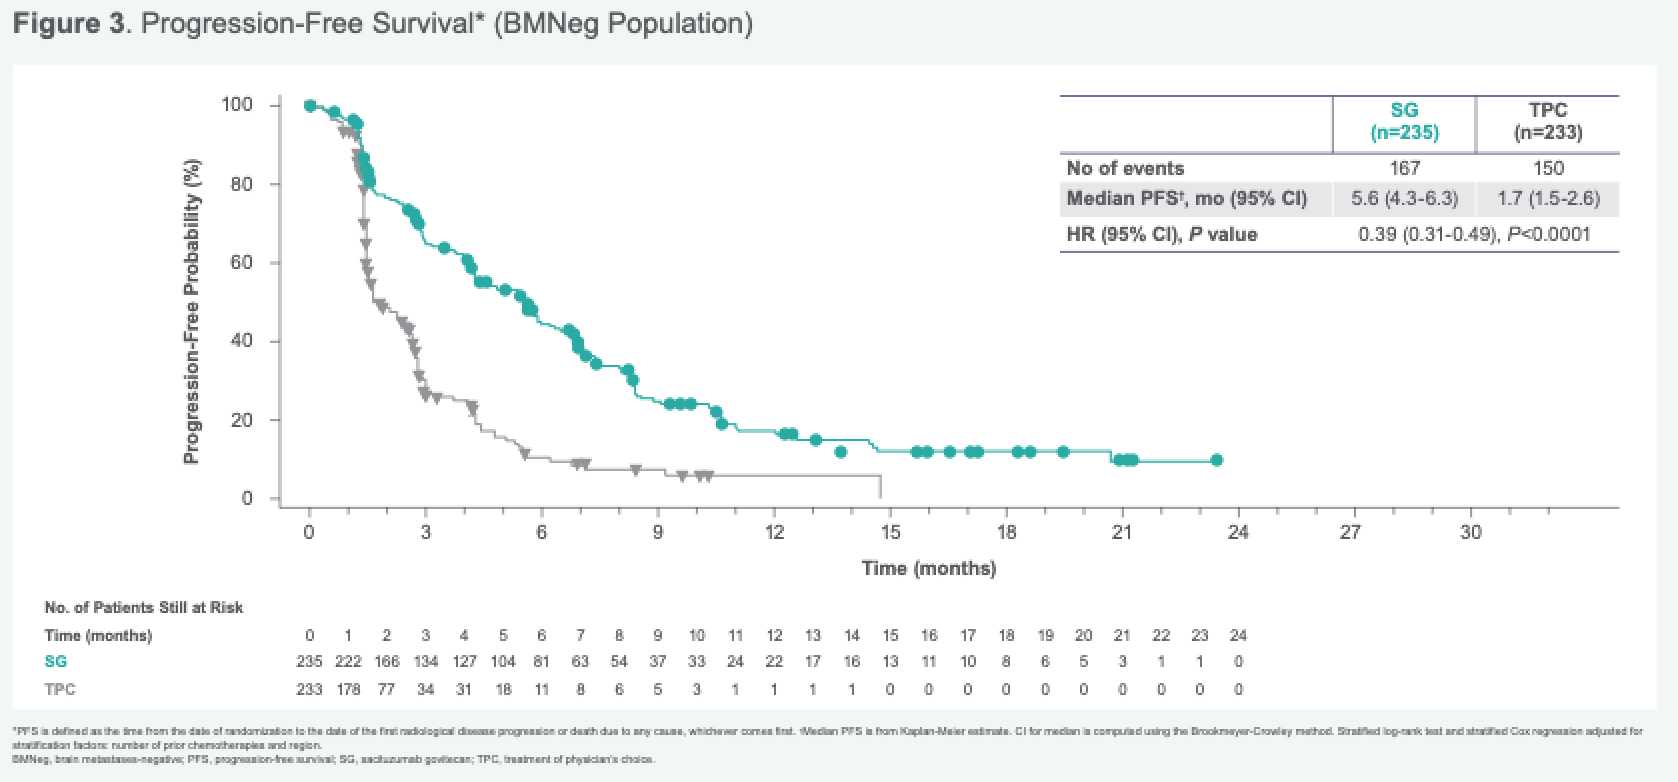 Figure 3. Progression-Free Survival* (BMNeg Population)
100
80
60
40
20
0
Progression-Free Probability (%)
SG
(n=235)
TPC
(n=233)
No of events 167 150
Median PFS†, mo (95% CI) 5.6 (4.3-6.3) 1.7 (1.5-2.6)
HR (95% CI), P value 0.39 (0.31-0.49), P<0.0001
0 3 6 9 12 15 18 21 24 27 30
Time (months)
No. of Patients Still at Risk
Time (months) 0 1 2 3 4 5 6 7 8 9 10 11 12 13 14 15 16 17 18 19 20 21 22 23 24
SG 235 222 166 134 127 104 81 63 54 37 33 24 22 17 16 13 11 10 8 6 5 3 1 1 0
TPC 233 178 77 34 31 18 11 8 6 5 3 1 1 1 1 0 0 0 0 0 0 0 0 0 0
*PFS is defined as the time from the date of randomization to the date of the first radiological disease progression or death due to any cause, whichever comes first. †Median PFS is from Kaplan-Meier estimate. CI for median is computed using the Brookmeyer-Crowley method. Stratified log-rank test and stratified Cox regression adjusted for
stratification factors: number of prior chemotherapies and region.
BMNeg, brain metastases-negative; PFS, progression-free survival; SG, sacituzumab govitecan; TPC, treatment of physician's choice.